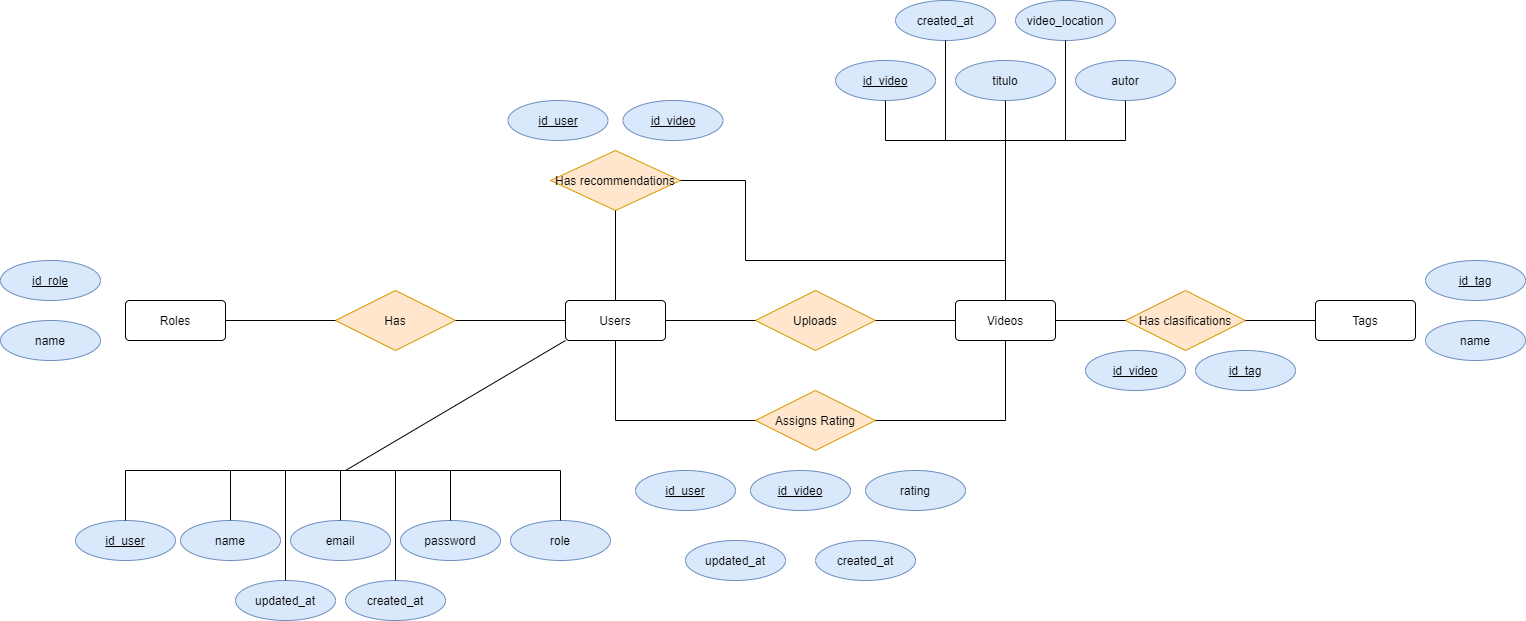 created_at
video_location
id_video
titulo
autor
id_user
id_video
Has recommendations
id_role
name
Roles
Has
Users
Uploads
Videos
Has clasifications
Tags
id_tag
name
id_video
id_tag
Assigns Rating
id_user
id_video
rating
updated_at
created_at
id_user
name
email
password
role
updated_at
created_at